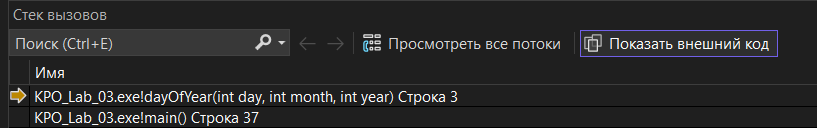 Стек вызовов
Поиск (Ctrl+E) Просмотреть все потоки Показать внешний код
Имя
KPO_Lab_03.exe!dayOfYear(int day, int month, int year) Строка 3
KPO_Lab_03.exe!main() Строка 37